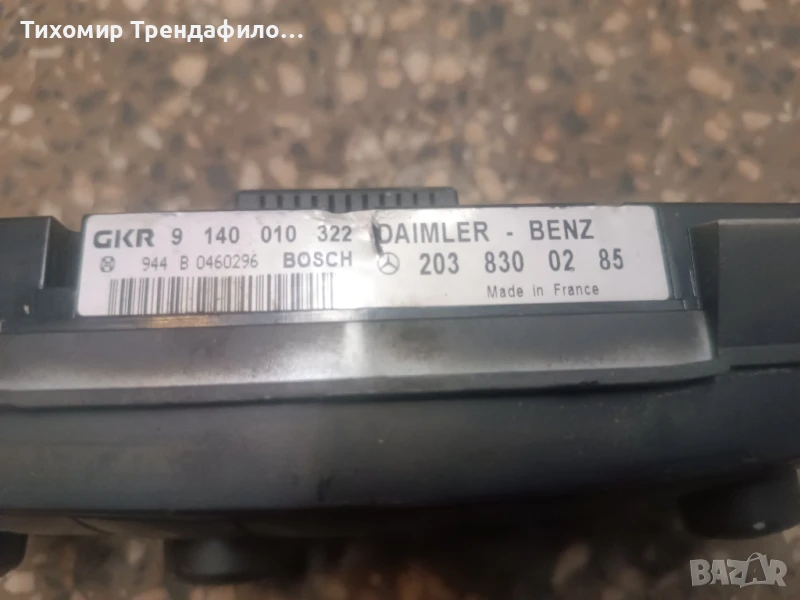 Тихомир Трендафило...
GKR 9 140 010 322 DAIMLER - BENZ
944 B 0460296 BOSCH 203 830 02 85
Made in France
BAZAR